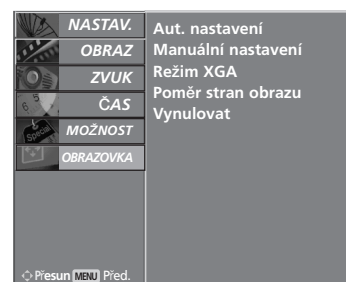 NASTAV.
OBRAZ
ZVUK
ČAS
MOŽNOST
OBRAZOVKA
Aut. nastavení
Manuální nastavení
Režim XGA
Poměr stran obrazu
Vynulovat
Přesun MENU Před.